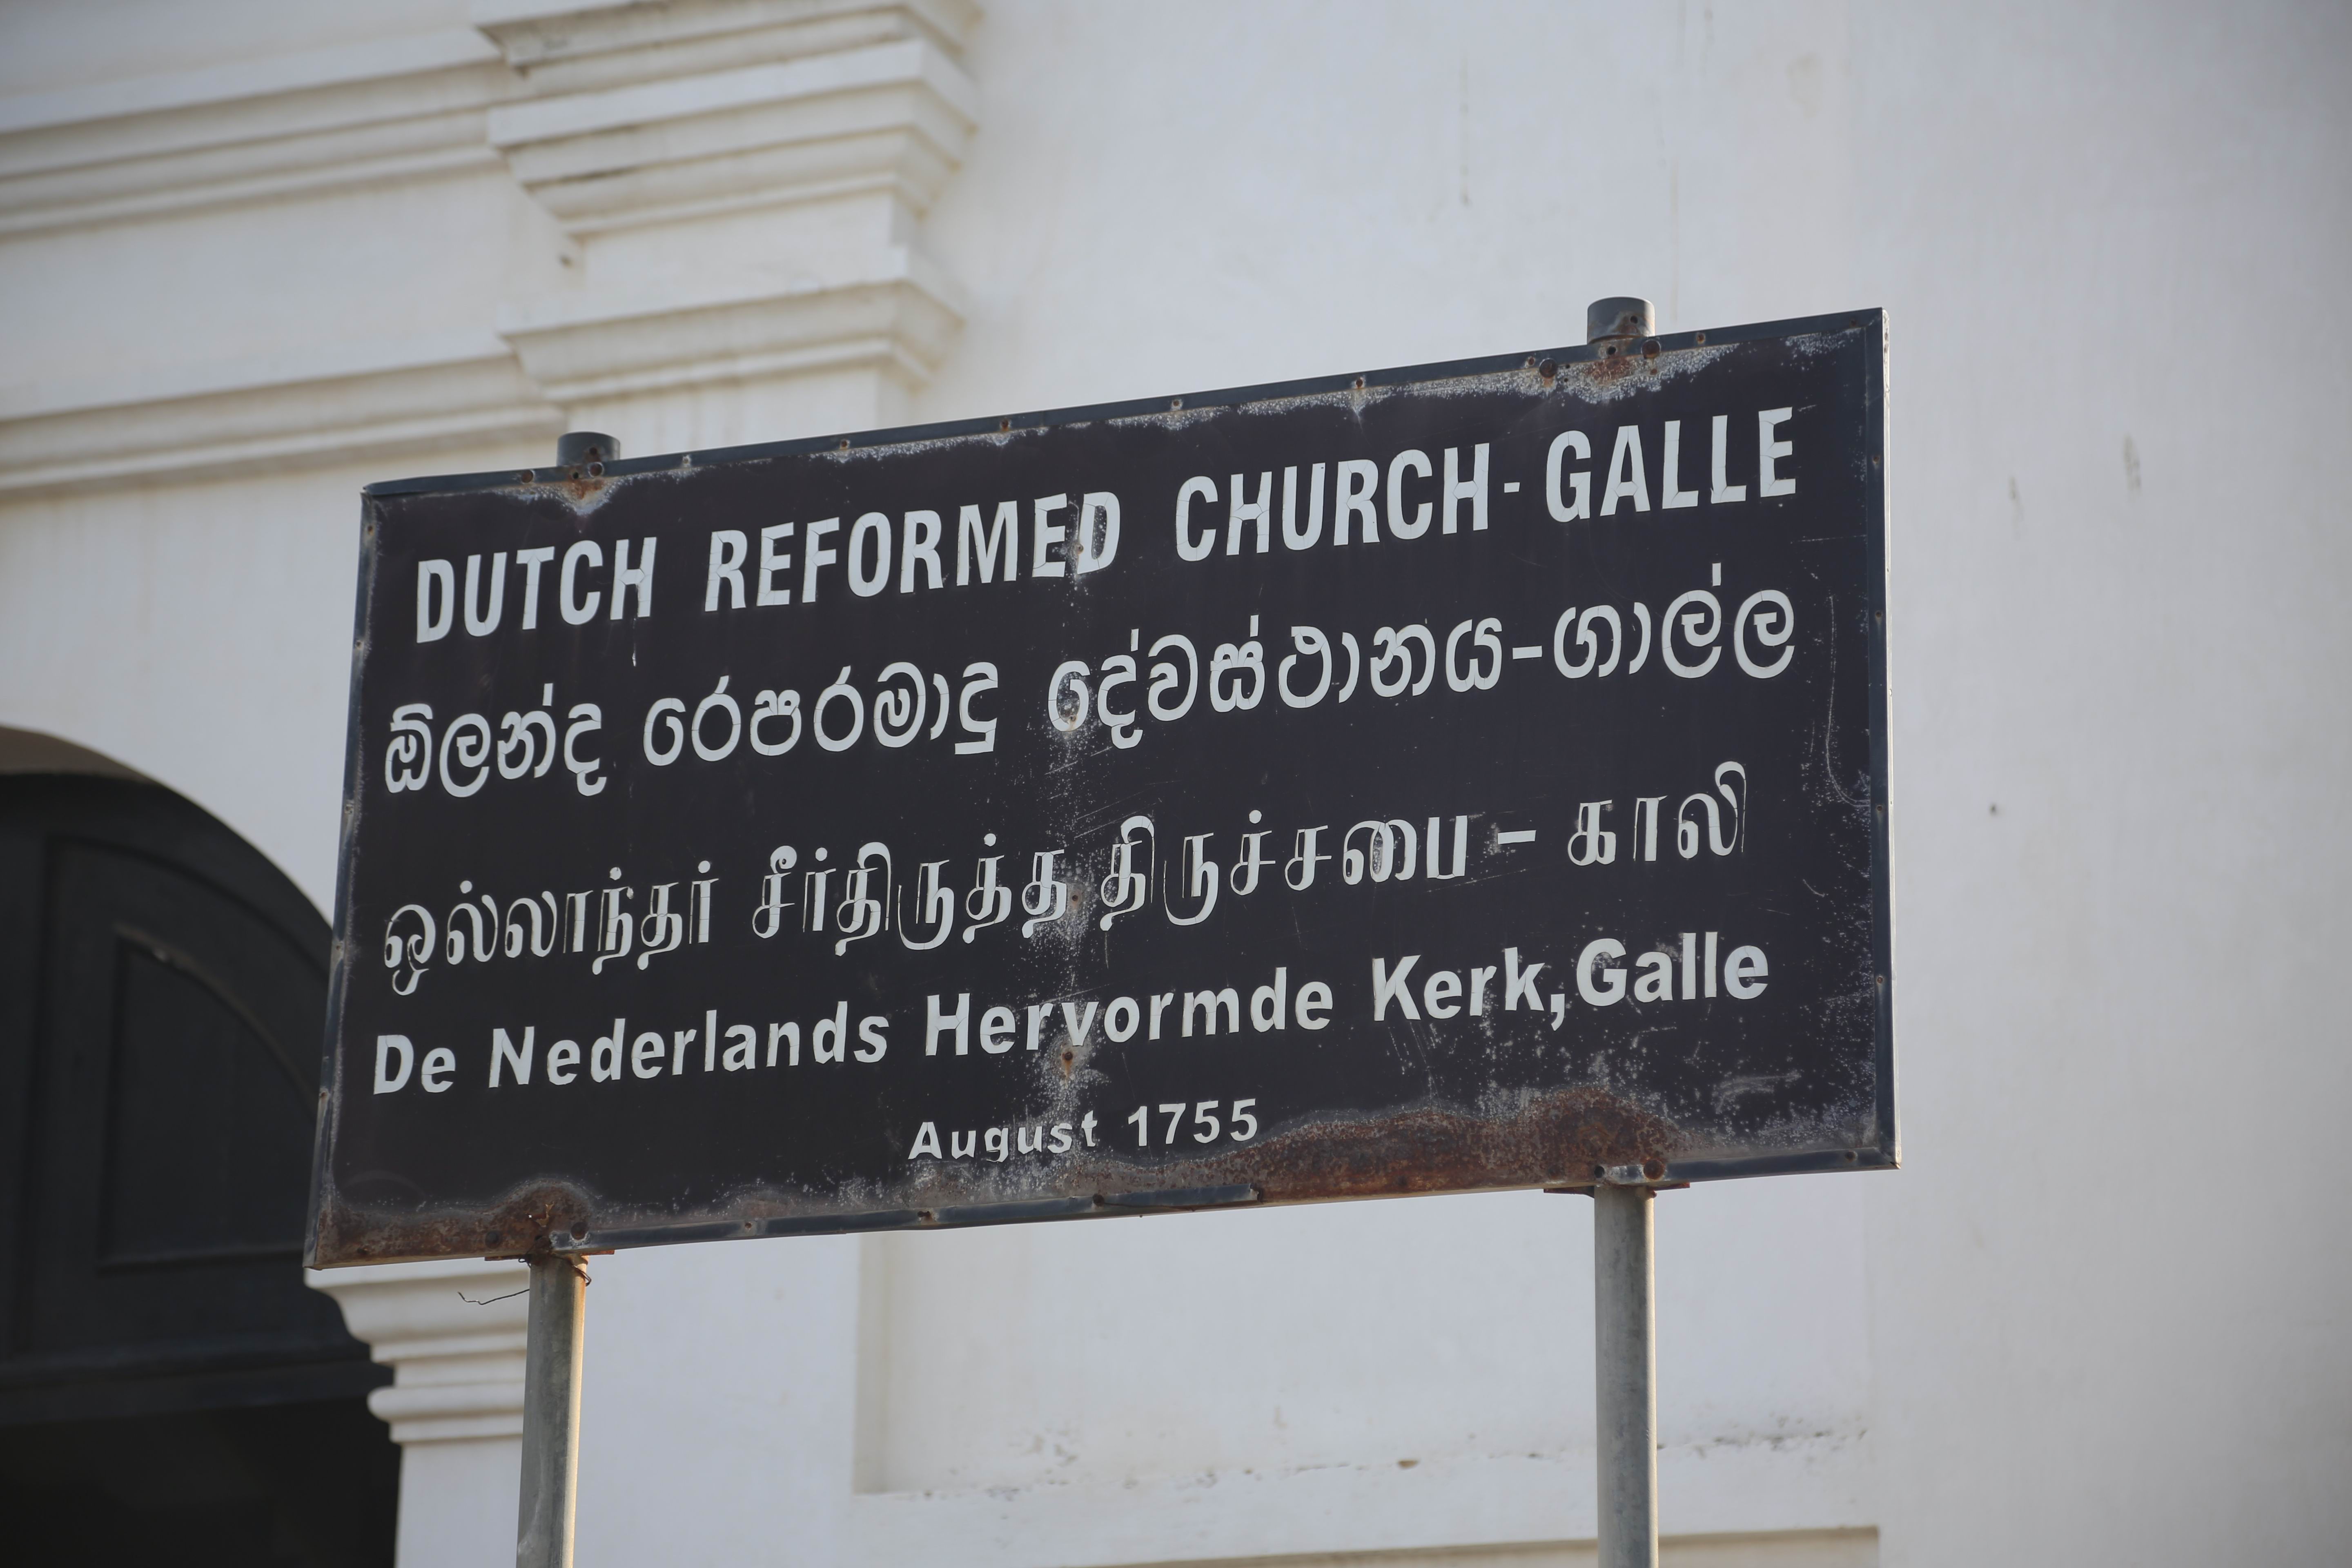 DUTCH REFORMED CHURCH-GALLE
ඕලන්ද රෙපරමාදු දේවස්ථානය-ගාල්ල
ஒல்லாந்தர் சீர்திருத்த திருச்சபை – காலி
De Nederlands Hervormde Kerk,Galle
August 1755